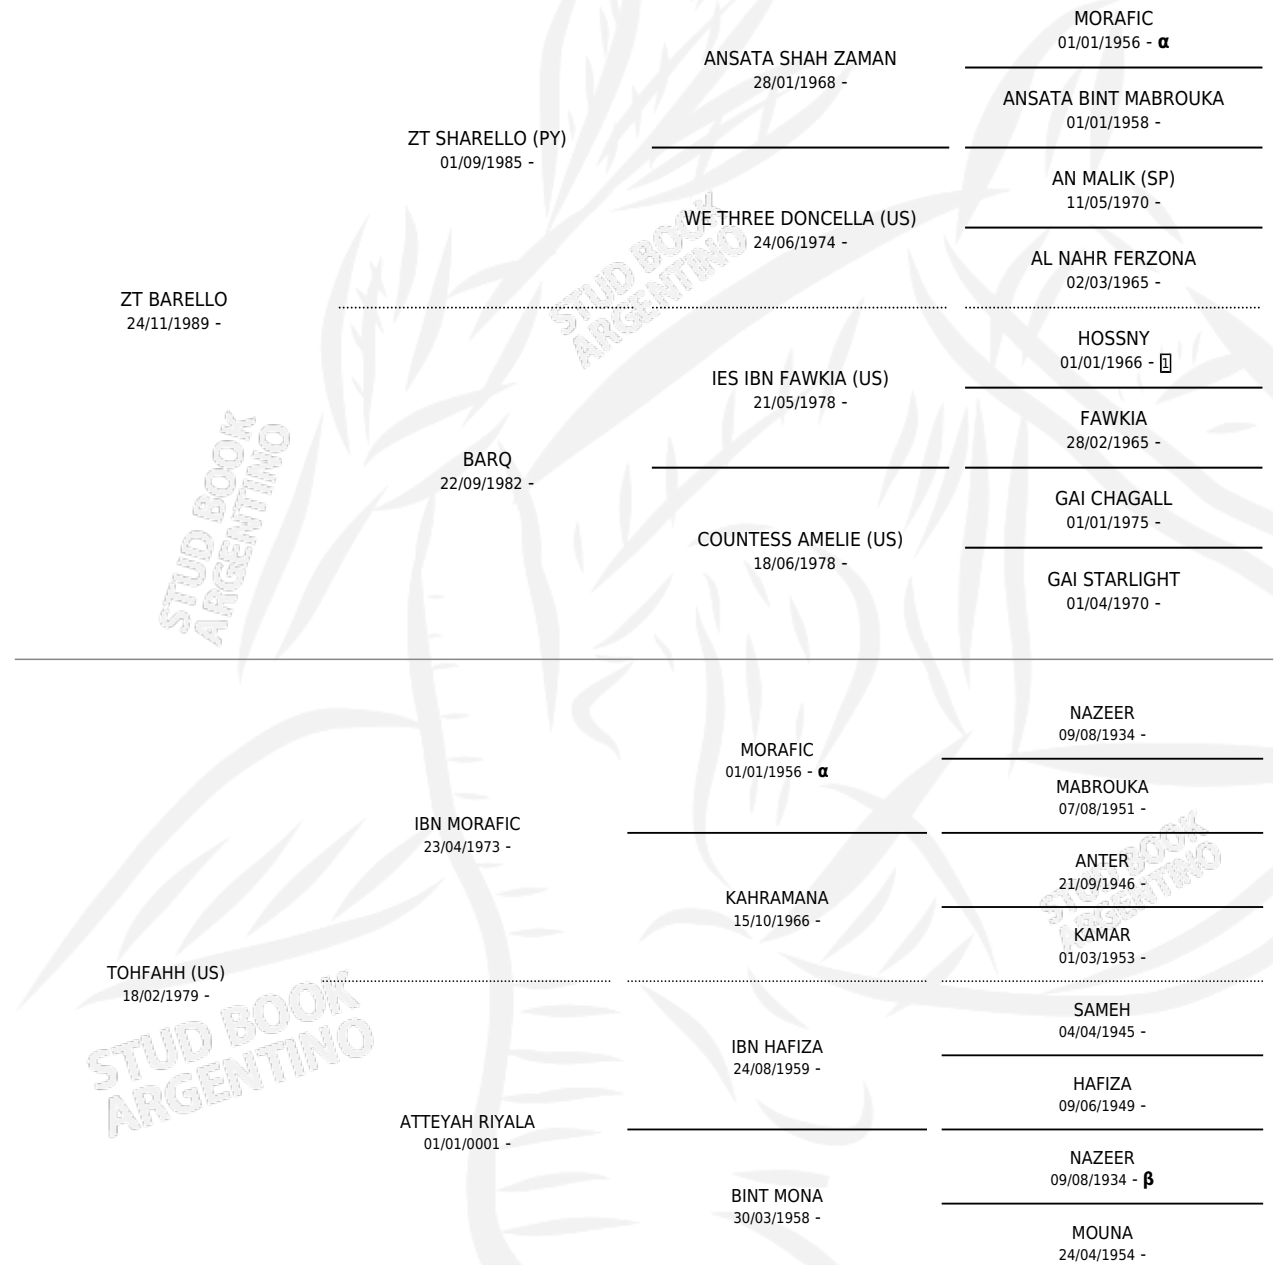 MORAFIC
01/01/1956 - α
ANSATA SHAH ZAMAN
28/01/1968 -
ANSATA BINT MABROUKA
01/01/1958 -
ZT SHARELLO (PY)
01/09/1985 -
AN MALIK (SP)
11/05/1970 -
WE THREE DONCELLA (US)
24/06/1974 -
AL NAHR FERZONA
02/03/1965 -
STUD BOOK
ARGENTINO
ZT BARELLO
24/11/1989 -
HOSSNY
01/01/1966 - 1
IES IBN FAWKIA (US)
21/05/1978 -
FAWKIA
28/02/1965 -
BARQ
22/09/1982 -
GAI CHAGALL
01/01/1975 -
COUNTESS AMELIE (US)
18/06/1978 -
GAI STARLIGHT
01/04/1970 -
STUD BOOK
ARGENTINO
NAZEER
09/08/1934 -
MORAFIC
01/01/1956 - α
MABROUKA
07/08/1951 -
IBN MORAFIC
23/04/1973 -
ANTER
21/09/1946 -
KAHRAMANA
15/10/1966 -
KAMAR
01/03/1953 -
STUD BOOK
ARGENTINO
TOHFAHH (US)
18/02/1979 -
SAMEH
04/04/1945 -
IBN HAFIZA
24/08/1959 -
HAFIZA
09/06/1949 -
STUD BOOK
ARGENTINO
ATTEYAH RIYALA
01/01/0001 -
NAZEER
09/08/1934 - β
BINT MONA
30/03/1958 -
MOUNA
24/04/1954 -